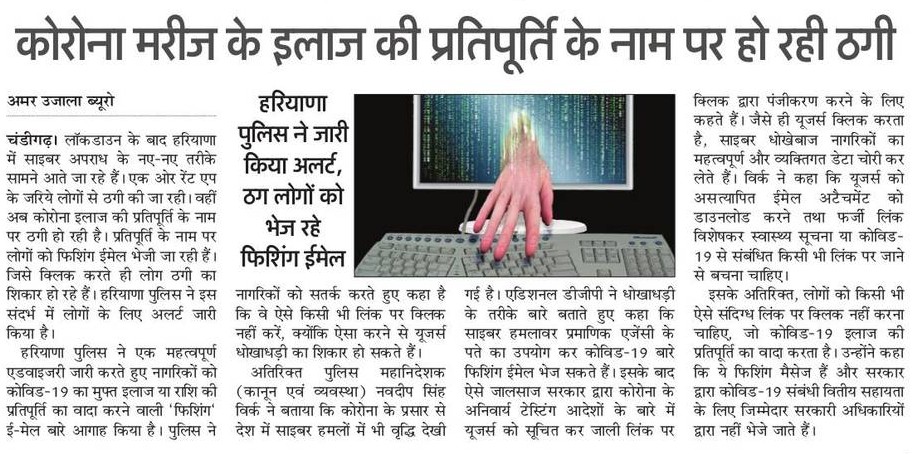 कोरोना मरीज के इलाज की प्रतिपूर्ति के नाम पर हो रही ठगी
अमर उजाला ब्यूरो
चंडीगढ़। लॉकडाउन के बाद हरियाणा
में साइबर अपराध के नए-नए तरीके
सामने आते जा रहे हैं। एक ओर रेंट एप
के जरिये लोगों से ठगी की जा रही। वहीं
अब कोरोना इलाज की प्रतिपूर्ति के नाम
पर ठगी हो रही है। प्रतिपूर्ति के नाम पर
लोगों को फिशिंग ईमेल भेजी जा रही हैं।
जिसे क्लिक करते ही लोग ठगी का
शिकार हो रहे हैं। हरियाणा पुलिस ने इस
संदर्भ में लोगों के लिए अलर्ट जारी
किया है।
हरियाणा पुलिस ने एक महत्वपूर्ण
एडवाइजरी जारी करते हुए नागरिकों को
कोविड-19 का मुफ्त इलाज या राशि की
प्रतिपूर्ति का वादा करने वाली 'फिशिंग'
ई-मेल बारे आगाह किया है। पुलिस ने
हरियाणा
पुलिस ने जारी
किया अलर्ट,
ठग लोगों को
भेज रहे
फिशिंग ईमेल
नागरिकों को सतर्क करते हुए कहा है
कि वे ऐसे किसी भी लिंक पर क्लिक
नहीं करें, क्योंकि ऐसा करने से यूजर्स
धोखाधड़ी का शिकार हो सकते हैं।
अतिरिक्त पुलिस महानिदेशक
(कानून एवं व्यवस्था) नवदीप सिंह
विर्क ने बताया कि कोरोना के प्रसार से
देश में साइबर हमलों में भी वृद्धि देखी
गई है। एडिशनल डीजीपी ने धोखाधड़ी
के तरीके बारे बताते हुए कहा कि
साइबर हमलावर प्रमाणिक एजेंसी के
पते का उपयोग कर कोविड-19 बारे
फिशिंग ईमेल भेज सकते हैं। इसके बाद
ऐसे जालसाज सरकार द्वारा कोरोना के
अनिवार्य टेस्टिंग आदेशों के बारे में
यूजर्स को सूचित कर जाली लिंक पर
क्लिक द्वारा पंजीकरण करने के लिए
कहते हैं। जैसे ही यूजर्स क्लिक करता
है, साइबर धोखेबाज नागरिकों का
महत्वपूर्ण और व्यक्तिगत डेटा चोरी कर
लेते हैं। विर्क ने कहा कि यूजर्स को
असत्यापित ईमेल अटैचमेंट को
डाउनलोड करने तथा फर्जी लिंक
विशेषकर स्वास्थ्य सूचना या कोविड-
19 से संबंधित किसी भी लिंक पर जाने
से बचना चाहिए।
इसके अतिरिक्त, लोगों को किसी भी
ऐसे संदिग्ध लिंक पर क्लिक नहीं करना
चाहिए, जो कोविड-19 इलाज की
प्रतिपूर्ति का वादा करता है। उन्होंने कहा
कि ये फिशिंग मैसेज हैं और सरकार
द्वारा कोविड-19 संबंधी वितीय सहायता
के लिए जिम्मेदार सरकारी अधिकारियों
द्वारा नहीं भेजे जाते हैं।